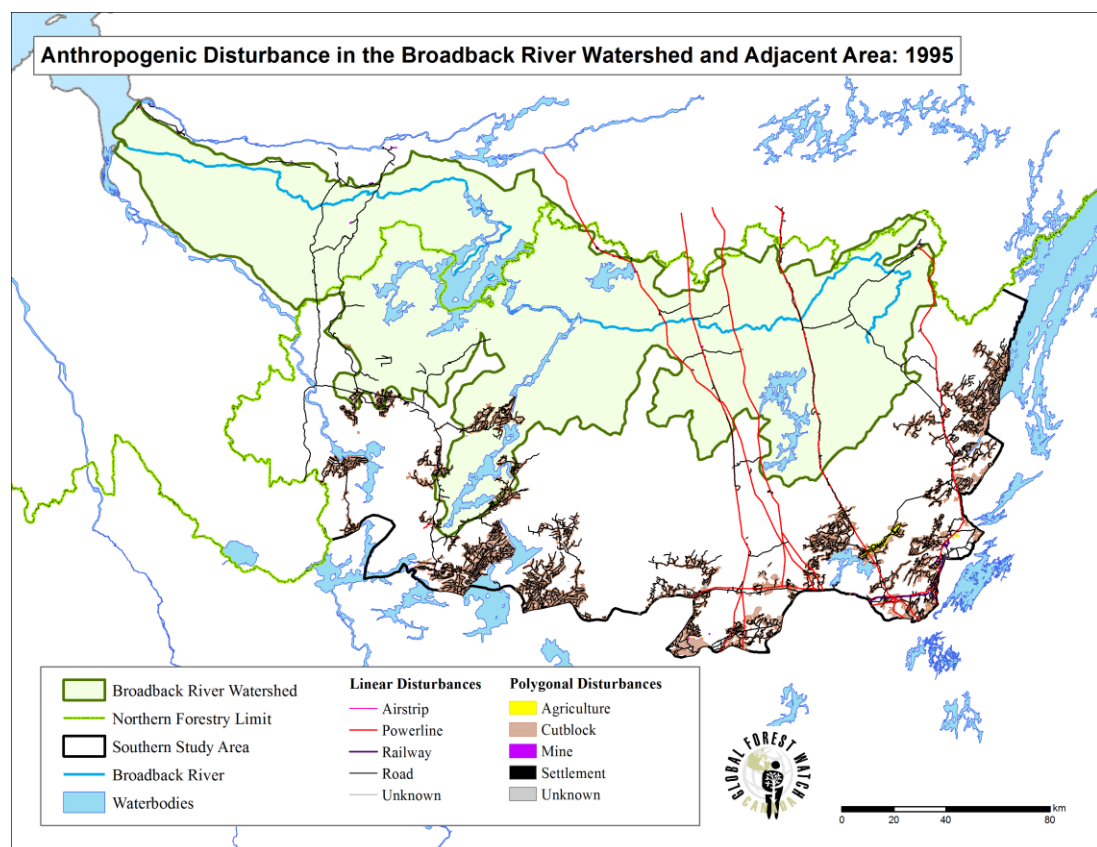 Anthropogenic Disturbance in the Broadback River Watershed and Adjacent Area: 1995
Broadback River Watershed
Northern Forestry Limit
Southern Study Area
Broadback River
Waterbodies
Linear Disturbances
Airstrip
Powerline
Railway
Road
Unknown
Polygonal Disturbances
Agriculture
Cutblock
Mine
Settlement
Unknown
GLOBAL FOREST WATCH
CANADA
km
0 20 40 80